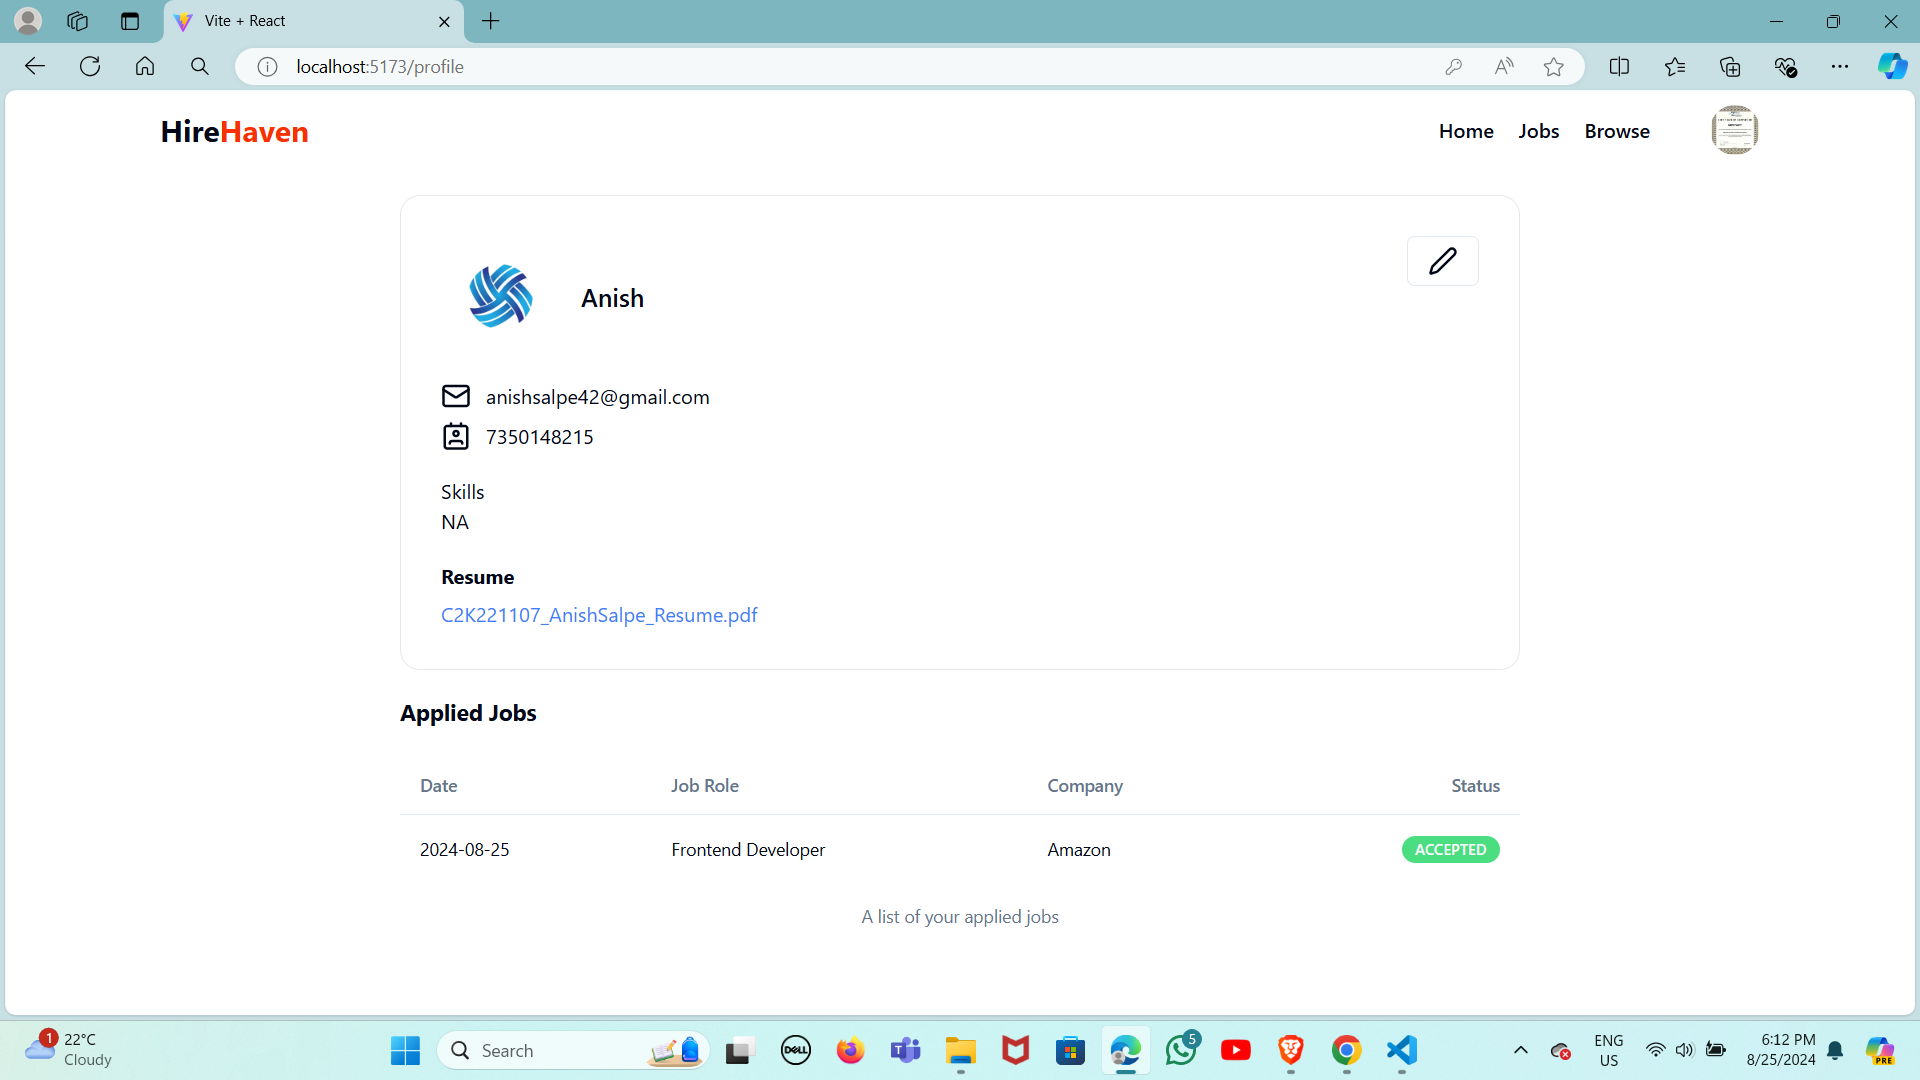 Vite + React
localhost:5173/profile
HireHaven
Home Jobs Browse
Anish
anishsalpe42@gmail.com
7350148215
Skills
NA
Resume
C2K221107_AnishSalpe_Resume.pdf
Applied Jobs
Date Job Role Company Status
2024-08-25 Frontend Developer Amazon ACCEPTED
A list of your applied jobs
1 22°C
Cloudy
Search
DELL
5
ENG
US
6:12 PM
8/25/2024
PRE